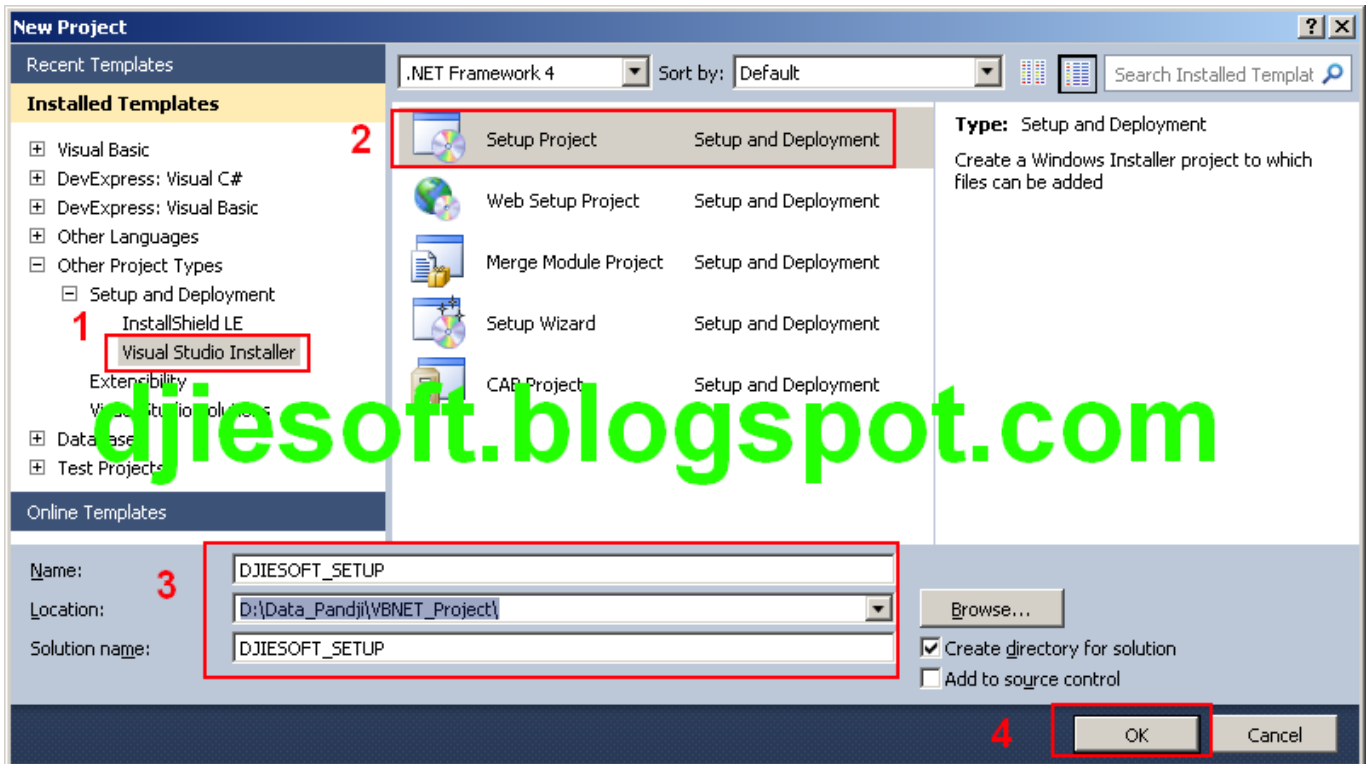 New Project
Recent Templates
Installed Templates
Visual Basic
DevExpress: Visual C#
DevExpress: Visual Basic
Other Languages
Other Project Types
Setup and Deployment
InstallShield LE
1
Visual Studio Installer
Extensibility
Visual Studio Solutions
Database
Test Projects
Online Templates
.NET Framework 4
Sort by: Default
Search Installed Templat
2
Setup Project Setup and Deployment
Web Setup Project Setup and Deployment
Merge Module Project Setup and Deployment
Setup Wizard Setup and Deployment
CAB Project Setup and Deployment
Type: Setup and Deployment
Create a Windows Installer project to which
files can be added
djiesoft.blogspot.com
3
Name: DJIESOFT_SETUP
Location: D:\Data_Pandji\VBNET_Project\
Solution name: DJIESOFT_SETUP
Browse...
Create directory for solution
Add to source control
4
OK Cancel